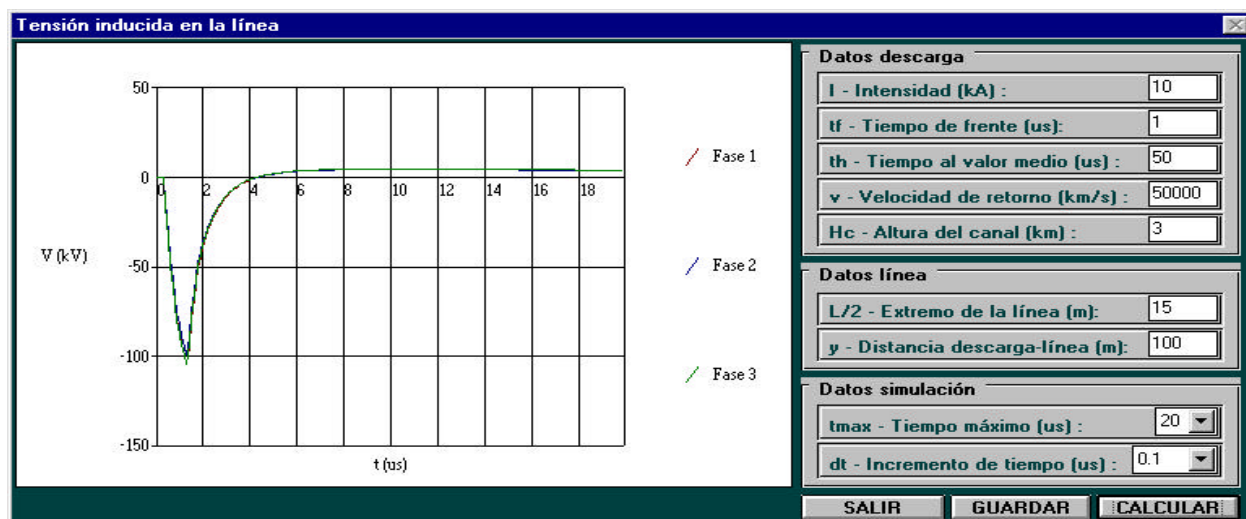 Tensión inducida en la línea
50
0
-50
-100
-150
0 2 4 6 8 10 12 14 16 18
V (kV)
t (us)
Fase 1
Fase 2
Fase 3
Datos descarga
I - Intensidad (kA) : 10
tf - Tiempo de frente (us): 1
th - Tiempo al valor medio (us) : 50
v - Velocidad de retorno (km/s) : 50000
Hc - Altura del canal (km) : 3
Datos línea
L/2 - Extremo de la línea (m): 15
y - Distancia descarga-línea (m): 100
Datos simulación
tmax - Tiempo máximo (us) : 20
dt - Incremento de tiempo (us) : 0.1
SALIR GUARDAR CALCULAR